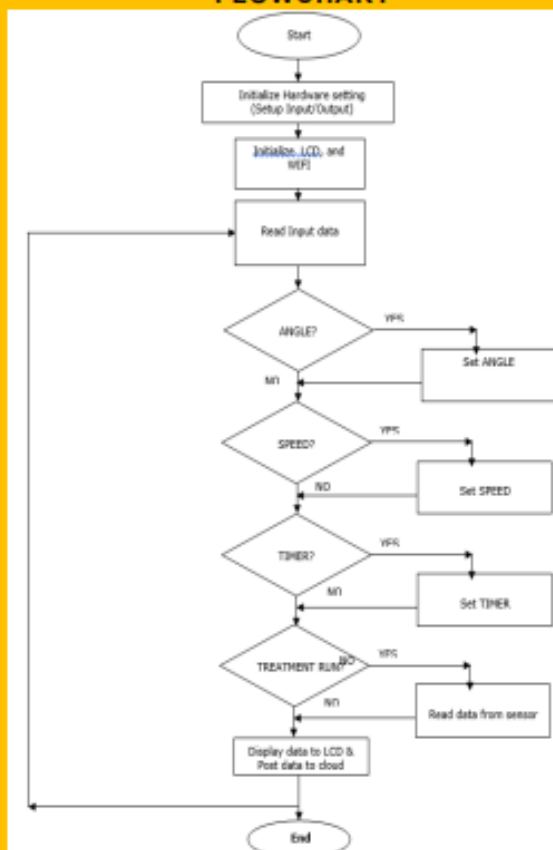 FLOWCHART
Start
Initialize Hardware setting
(Setup Input/Output)
Initialize, LCD, and
WIFI
Read Input data
ANGLE?
YES
Set ANGLE
NO
SPEED?
YES
NO
Set SPEED
TIMER?
YES
NO
Set TIMER
TREATMENT RUN?
NO
YES
NO
Read data from sensor
Display data to LCD &
Post data to cloud
End